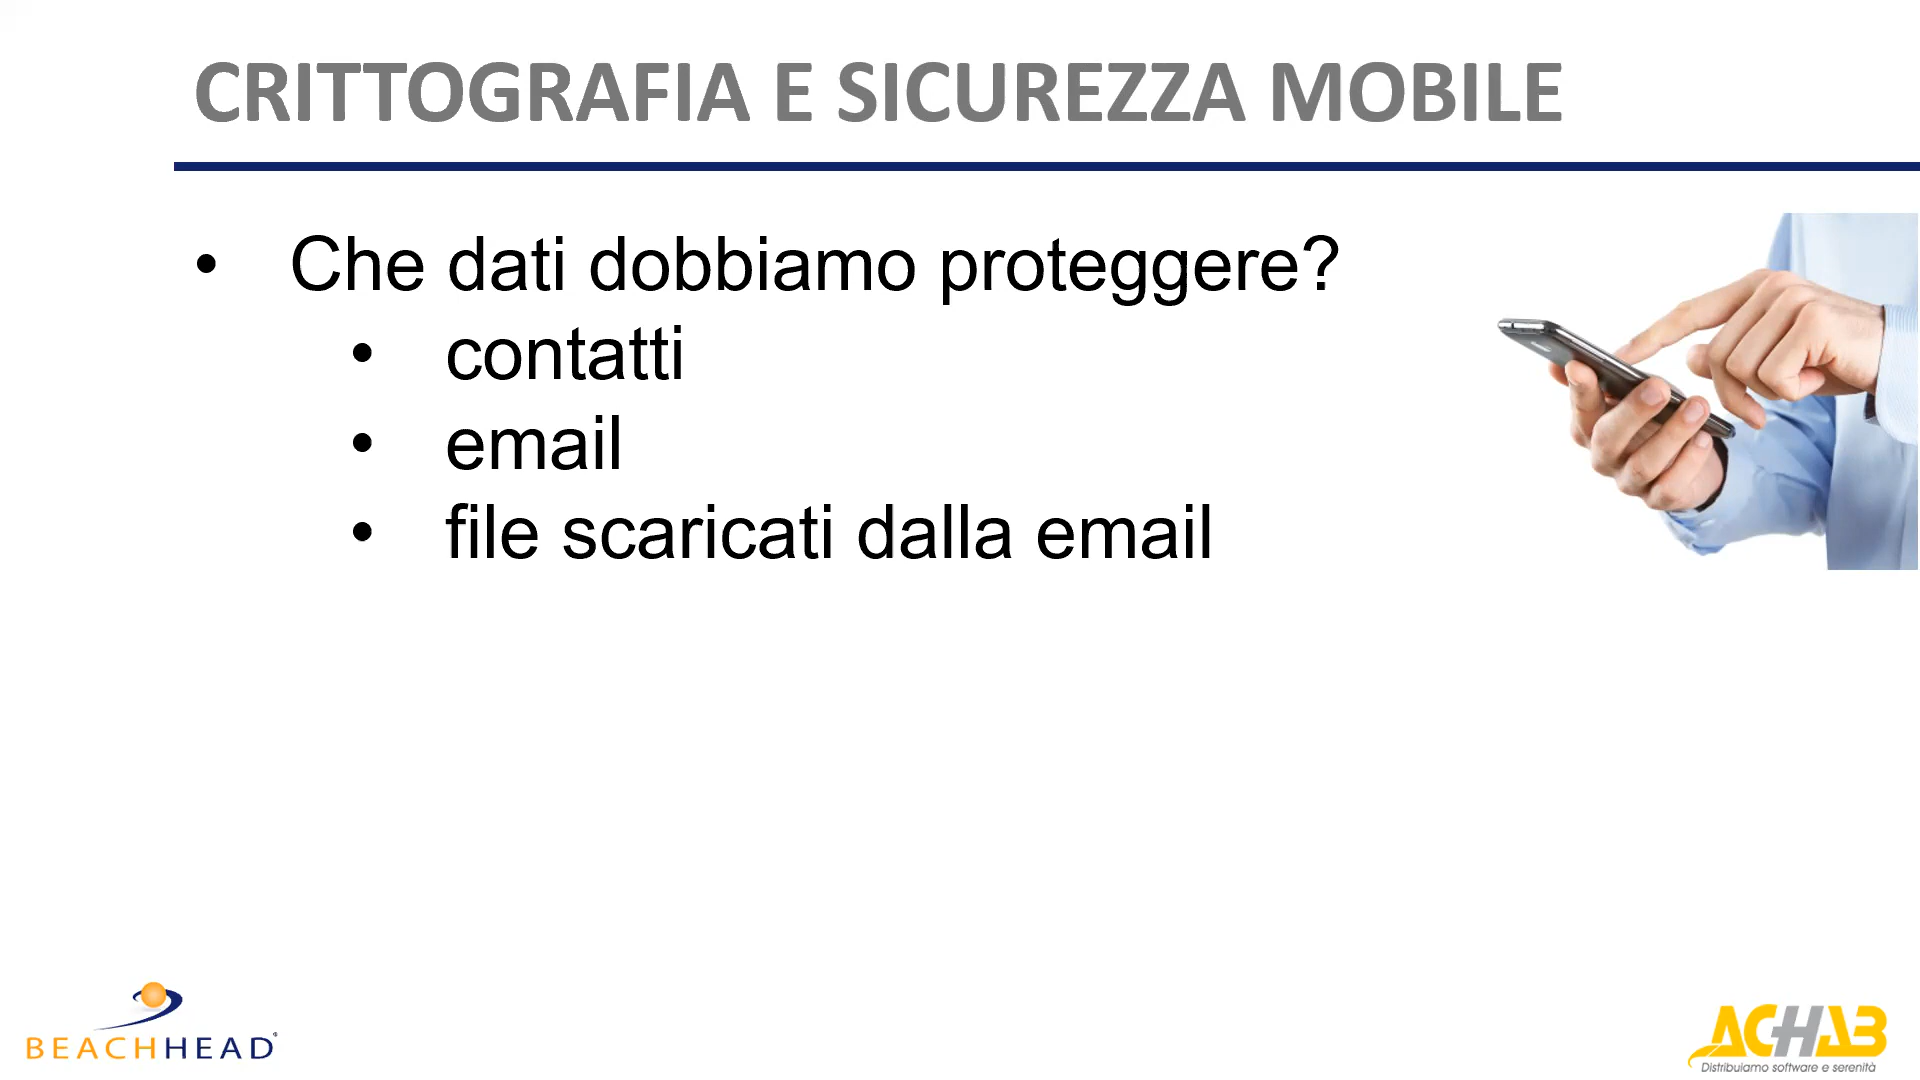 CRITTOGRAFIA E SICUREZZA MOBILE
• Che dati dobbiamo proteggere?
• contatti
• email
• file scaricati dalla email
BEACHHEAD®
ACHAB
Distribuiamo software e serenità